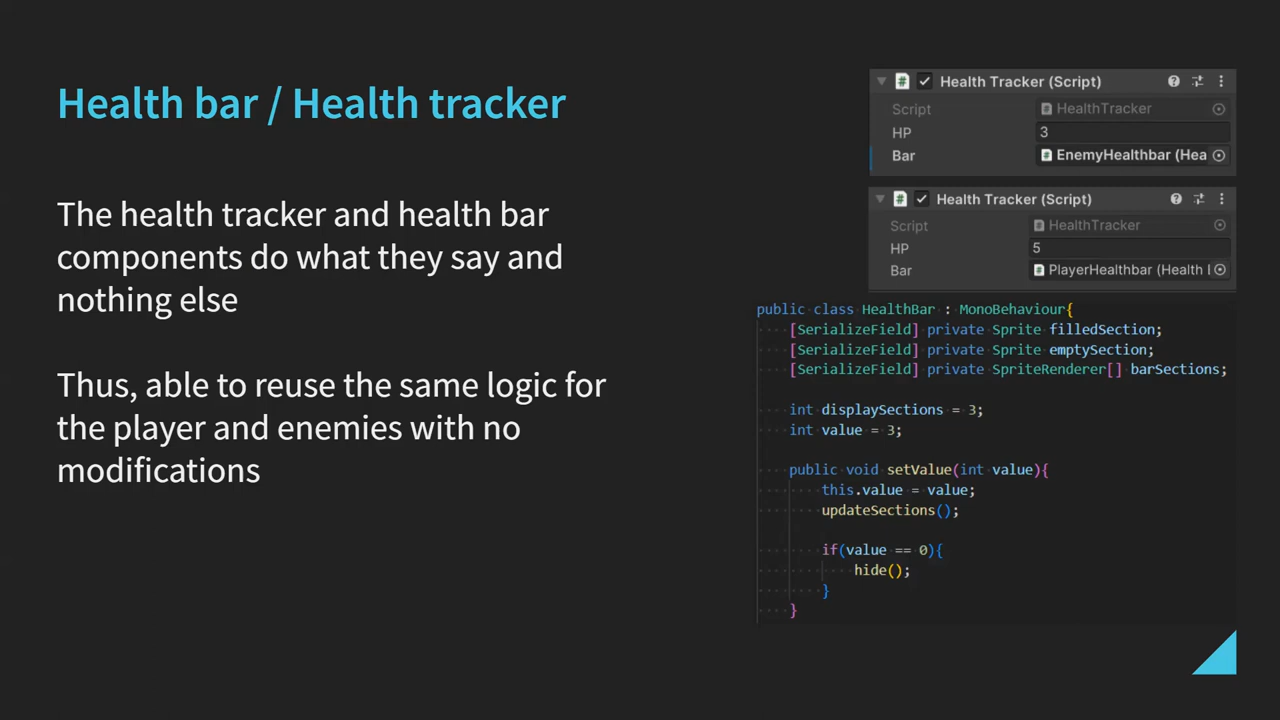 Health bar / Health tracker
The health tracker and health bar
components do what they say and
nothing else
Thus, able to reuse the same logic for
the player and enemies with no
modifications
Health Tracker (Script)
Script HealthTracker
HP 3
Bar EnemyHealthbar (Hea
Health Tracker (Script)
Script HealthTracker
HP 5
Bar PlayerHealthbar (Health
public class HealthBar : MonoBehaviour{
[SerializeField] private Sprite filledSection;
[SerializeField] private Sprite emptySection;
[SerializeField] private SpriteRenderer[] barSections;
int displaySections = 3;
int value = 3;
public void setValue(int value){
this.value = value;
updateSections();
if(value == 0){
hide();
}
}